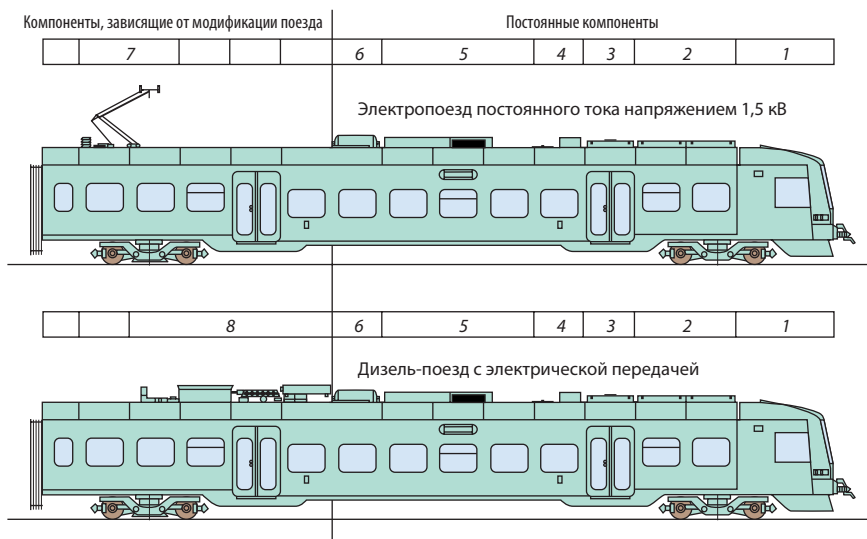 Компоненты, зависящие от модификации поезда
Постоянные компоненты
7 6 5 4 3 2 1
Электропоезд постоянного тока напряжением 1,5 кВ
8 6 5 4 3 2 1
Дизель-поезд с электрической передачей